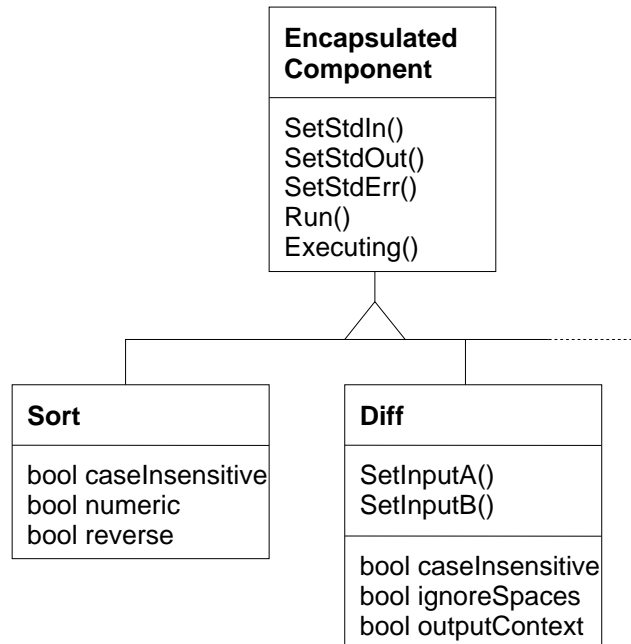 Encapsulated
Component
SetStdIn()
SetStdOut()
SetStdErr()
Run()
Executing()
Sort
bool caseInsensitive
bool numeric
bool reverse
Diff
SetInputA()
SetInputB()
bool caseInsensitive
bool ignoreSpaces
bool outputContext